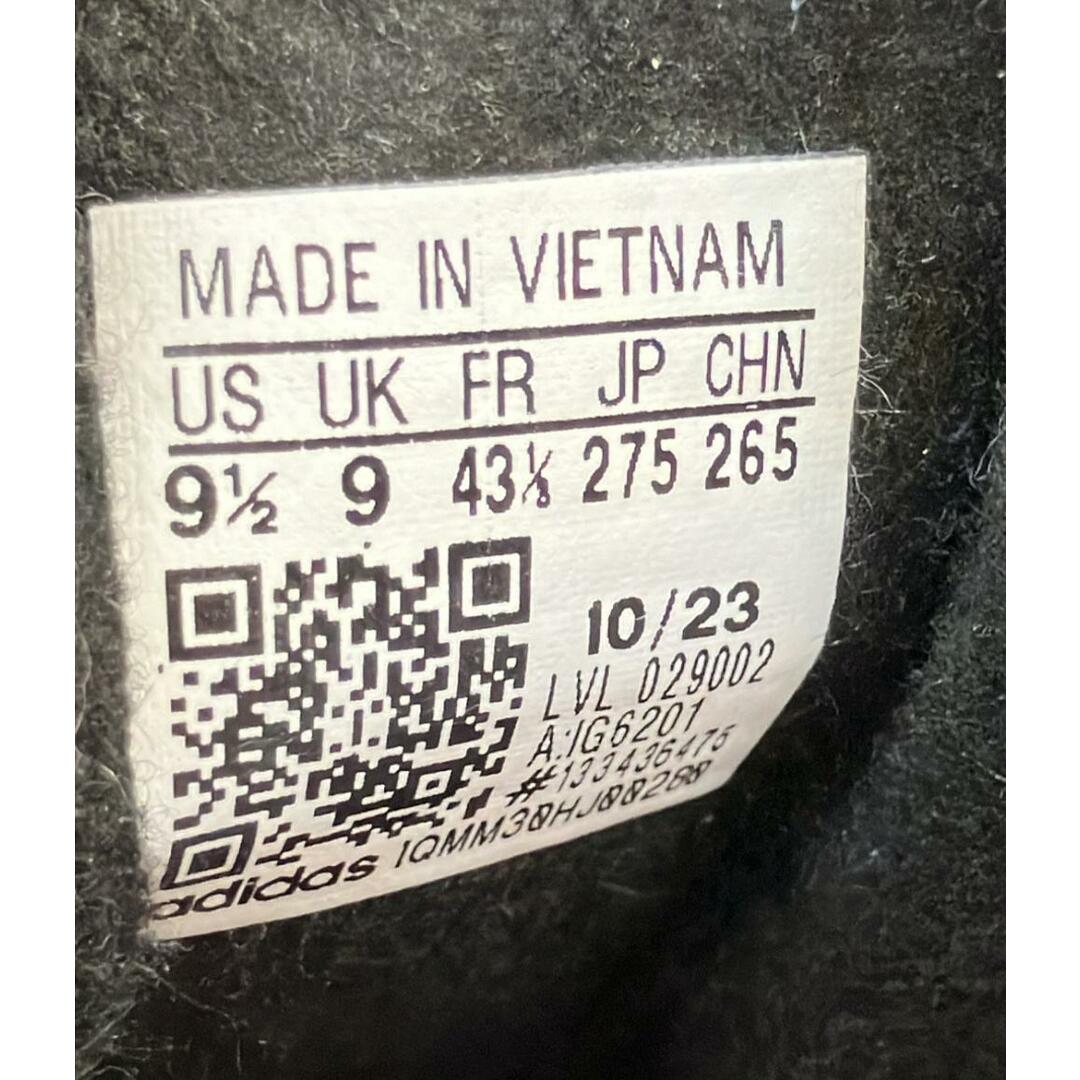 MADE IN VIETNAM
US UK FR JP CHN
9½ 9 43⅓ 275 265
10/23
LVL 029002
A:IG6201
#133436475
adidas IQMM30HJ00280